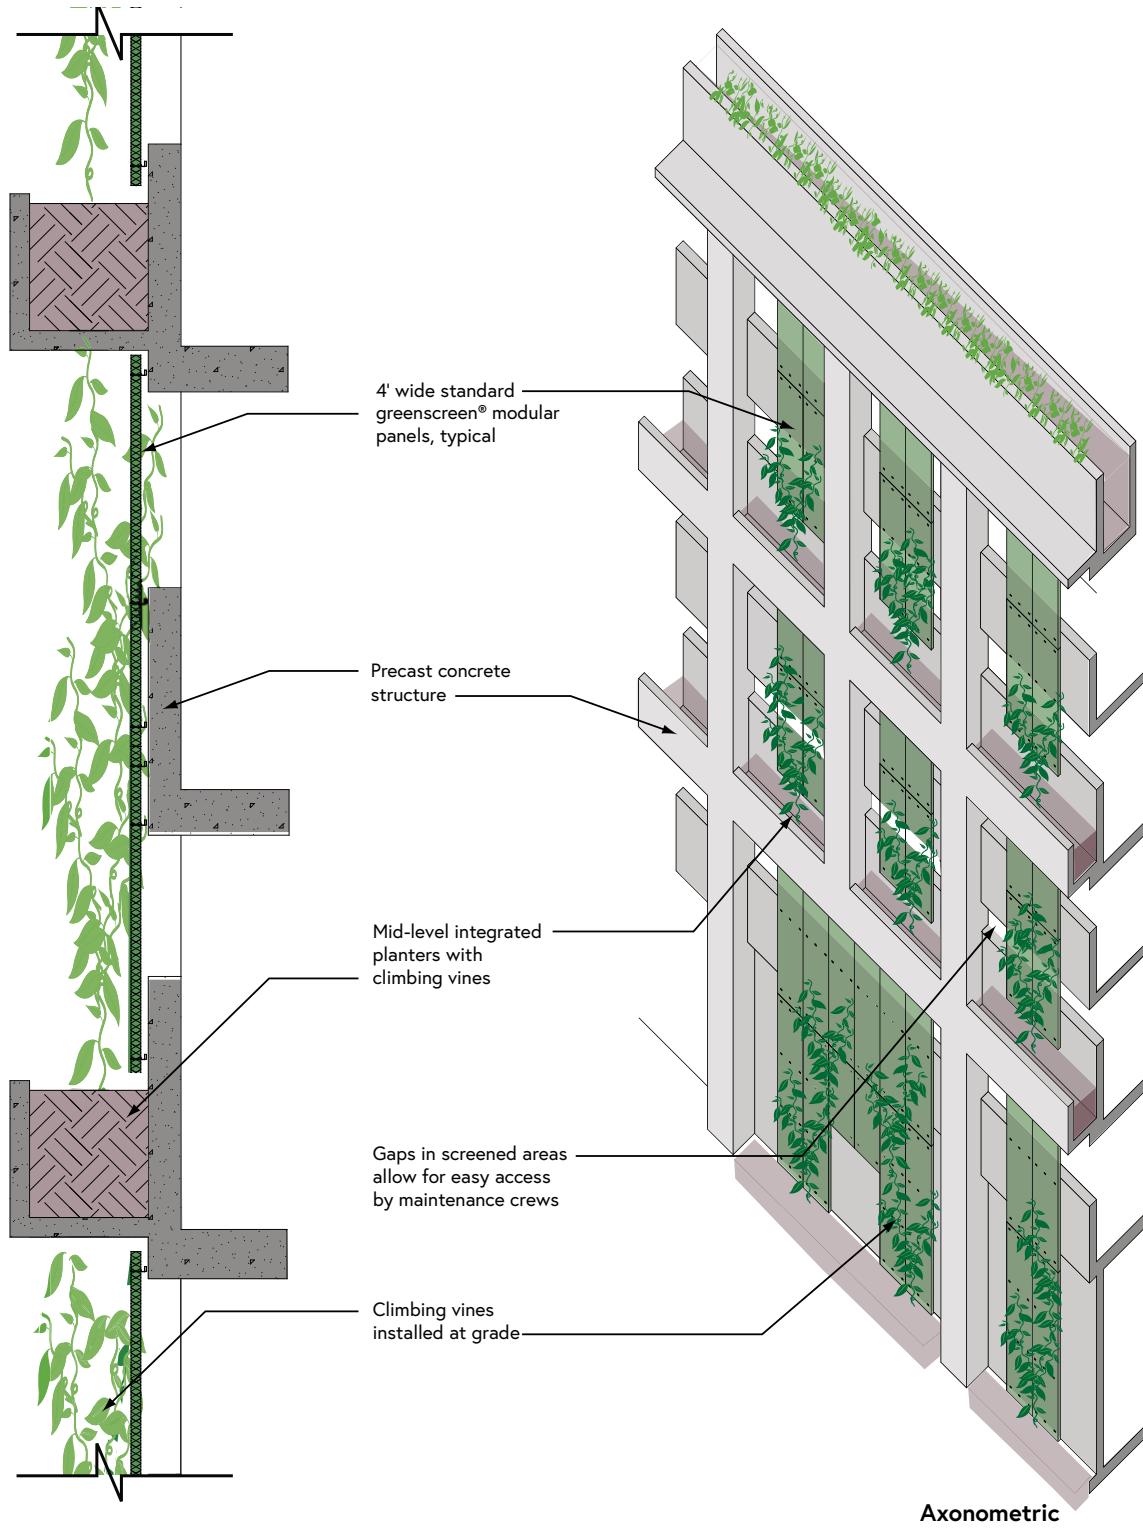 4' wide standard
greenscreen® modular
panels, typical
Precast concrete
structure
Mid-level integrated
planters with
climbing vines
Gaps in screened areas
allow for easy access
by maintenance crews
Climbing vines
installed at grade
Axonometric